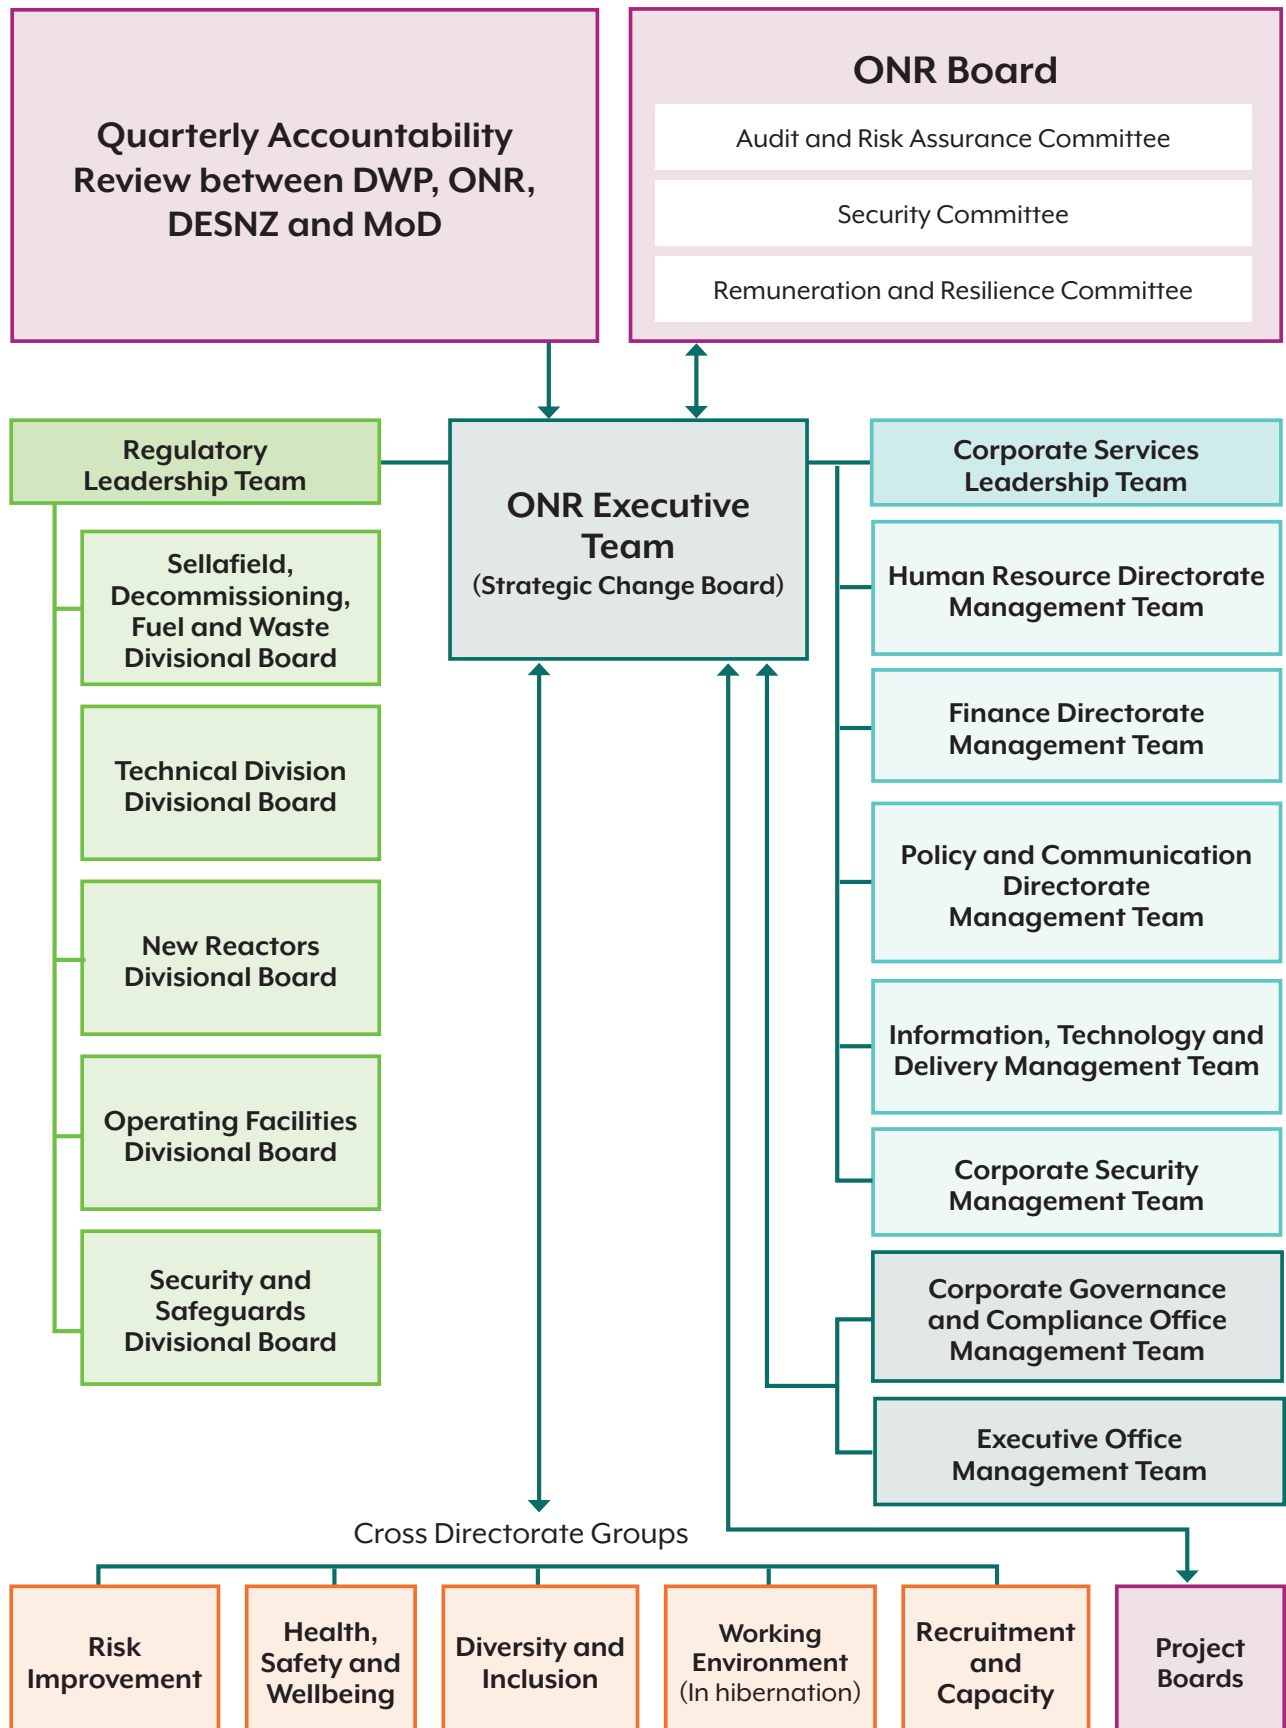 Quarterly Accountability
Review between DWP, ONR,
DESNZ and MoD
ONR Board
Audit and Risk Assurance Committee
Security Committee
Remuneration and Resilience Committee
Regulatory
Leadership Team
Sellafield,
Decommissioning,
Fuel and Waste
Divisional Board
Technical Division
Divisional Board
New Reactors
Divisional Board
Operating Facilities
Divisional Board
Security and
Safeguards
Divisional Board
ONR Executive
Team
(Strategic Change Board)
Corporate Services
Leadership Team
Human Resource Directorate
Management Team
Finance Directorate
Management Team
Policy and Communication
Directorate
Management Team
Information, Technology and
Delivery Management Team
Corporate Security
Management Team
Corporate Governance
and Compliance Office
Management Team
Executive Office
Management Team
Cross Directorate Groups
Risk
Improvement
Health,
Safety and
Wellbeing
Diversity and
Inclusion
Working
Environment
(In hibernation)
Recruitment
and
Capacity
Project
Boards